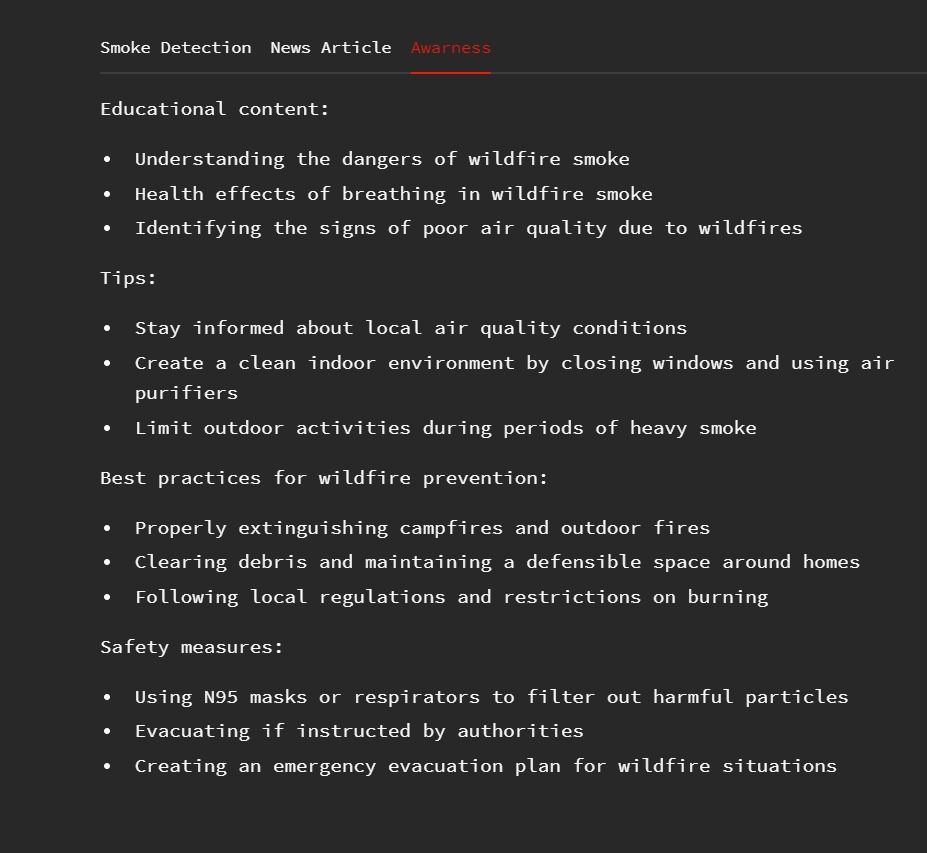 Smoke Detection News Article Awarness
Educational content:
• Understanding the dangers of wildfire smoke
• Health effects of breathing in wildfire smoke
• Identifying the signs of poor air quality due to wildfires
Tips:
• Stay informed about local air quality conditions
• Create a clean indoor environment by closing windows and using air
purifiers
• Limit outdoor activities during periods of heavy smoke
Best practices for wildfire prevention:
• Properly extinguishing campfires and outdoor fires
• Clearing debris and maintaining a defensible space around homes
• Following local regulations and restrictions on burning
Safety measures:
• Using N95 masks or respirators to filter out harmful particles
• Evacuating if instructed by authorities
• Creating an emergency evacuation plan for wildfire situations